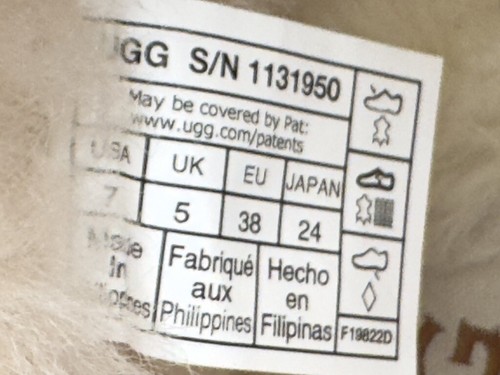 UGG S/N 1131950
May be covered by Pat:
www.ugg.com/patents
USA UK EU JAPAN
7 5 38 24
Made in Philippines
Fabriqué aux Philippines
Hecho en Filipinas
F19822D